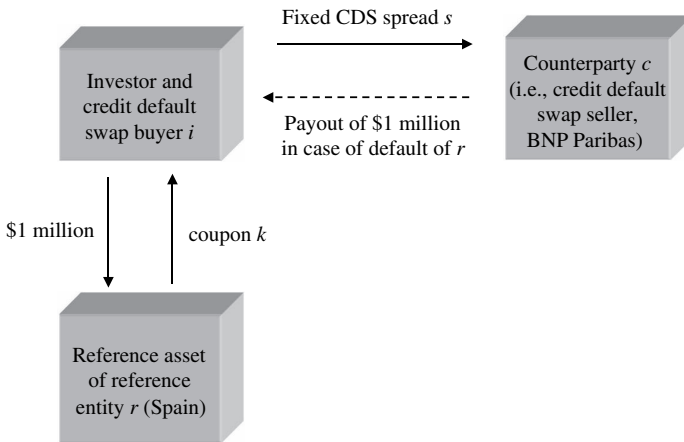 Fixed CDS spread s
Investor and
credit default
swap buyer i
Counterparty c
(i.e., credit default
swap seller,
BNP Paribas)
Payout of $1 million
in case of default of r
$1 million
coupon k
Reference asset
of reference
entity r (Spain)